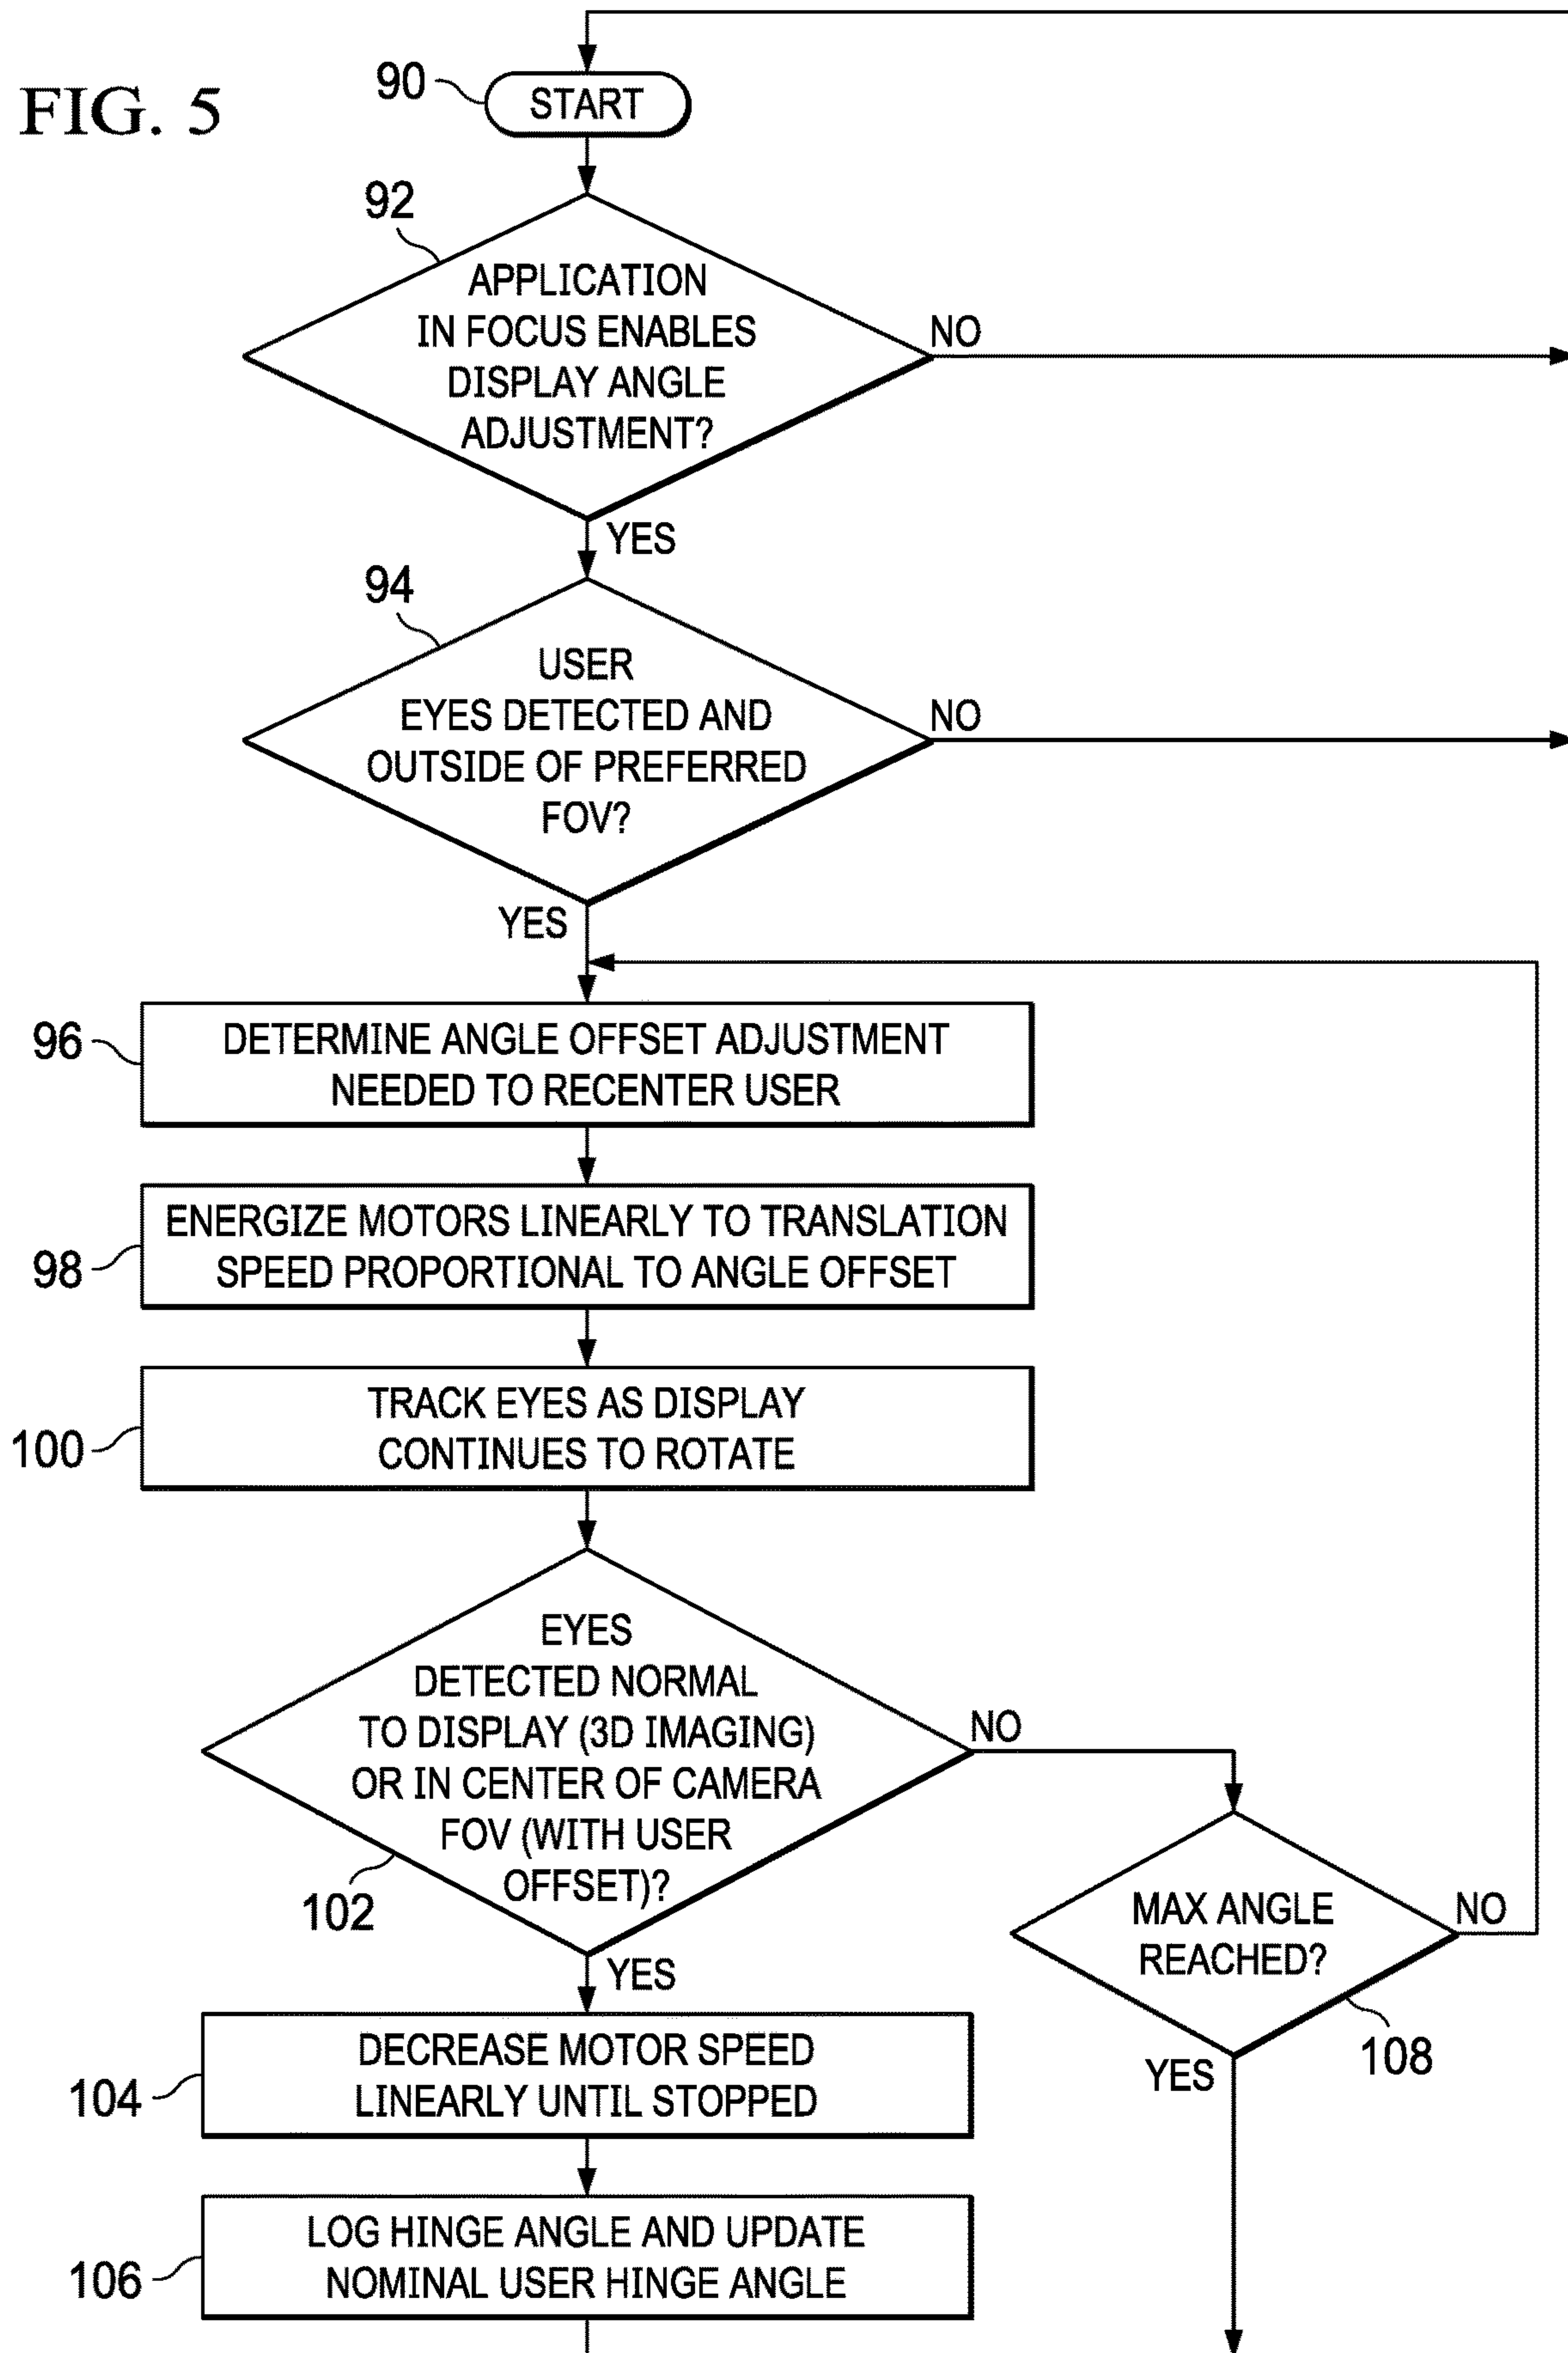 FIG. 5
90
START
92
APPLICATION
IN FOCUS ENABLES
DISPLAY ANGLE
ADJUSTMENT?
NO
YES
94
USER
EYES DETECTED AND
OUTSIDE OF PREFERRED
FOV?
NO
YES
96
DETERMINE ANGLE OFFSET ADJUSTMENT
NEEDED TO RECENTER USER
98
ENERGIZE MOTORS LINEARLY TO TRANSLATION
SPEED PROPORTIONAL TO ANGLE OFFSET
100
TRACK EYES AS DISPLAY
CONTINUES TO ROTATE
EYES
DETECTED NORMAL
TO DISPLAY (3D IMAGING)
OR IN CENTER OF CAMERA
FOV (WITH USER
OFFSET)?
102
NO
YES
MAX ANGLE
REACHED?
NO
108
YES
104
DECREASE MOTOR SPEED
LINEARLY UNTIL STOPPED
106
LOG HINGE ANGLE AND UPDATE
NOMINAL USER HINGE ANGLE